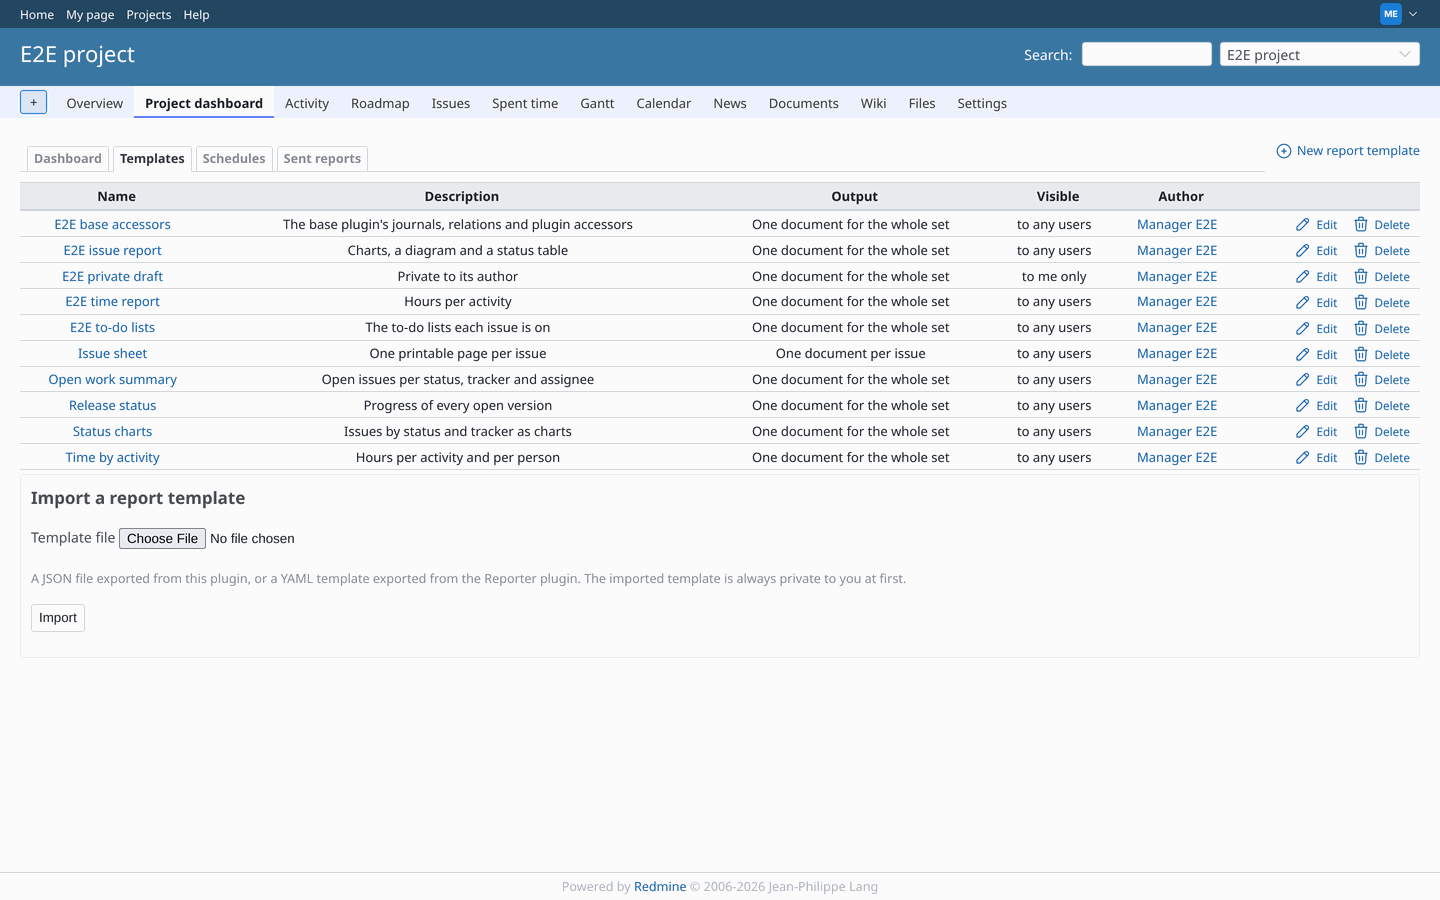 Home My page Projects Help ME
E2E project
Search: E2E project
+ Overview Project dashboard Activity Roadmap Issues Spent time Gantt Calendar News Documents Wiki Files Settings
Dashboard Templates Schedules Sent reports New report template
Name Description Output Visible Author
E2E base accessors The base plugin's journals, relations and plugin accessors One document for the whole set to any users Manager E2E Edit Delete
E2E issue report Charts, a diagram and a status table One document for the whole set to any users Manager E2E Edit Delete
E2E private draft Private to its author One document for the whole set to me only Manager E2E Edit Delete
E2E time report Hours per activity One document for the whole set to any users Manager E2E Edit Delete
E2E to-do lists The to-do lists each issue is on One document for the whole set to any users Manager E2E Edit Delete
Issue sheet One printable page per issue One document per issue to any users Manager E2E Edit Delete
Open work summary Open issues per status, tracker and assignee One document for the whole set to any users Manager E2E Edit Delete
Release status Progress of every open version One document for the whole set to any users Manager E2E Edit Delete
Status charts Issues by status and tracker as charts One document for the whole set to any users Manager E2E Edit Delete
Time by activity Hours per activity and per person One document for the whole set to any users Manager E2E Edit Delete
Import a report template
Template file Choose File No file chosen
A JSON file exported from this plugin, or a YAML template exported from the Reporter plugin. The imported template is always private to you at first.
Import
Powered by Redmine © 2006-2026 Jean-Philippe Lang